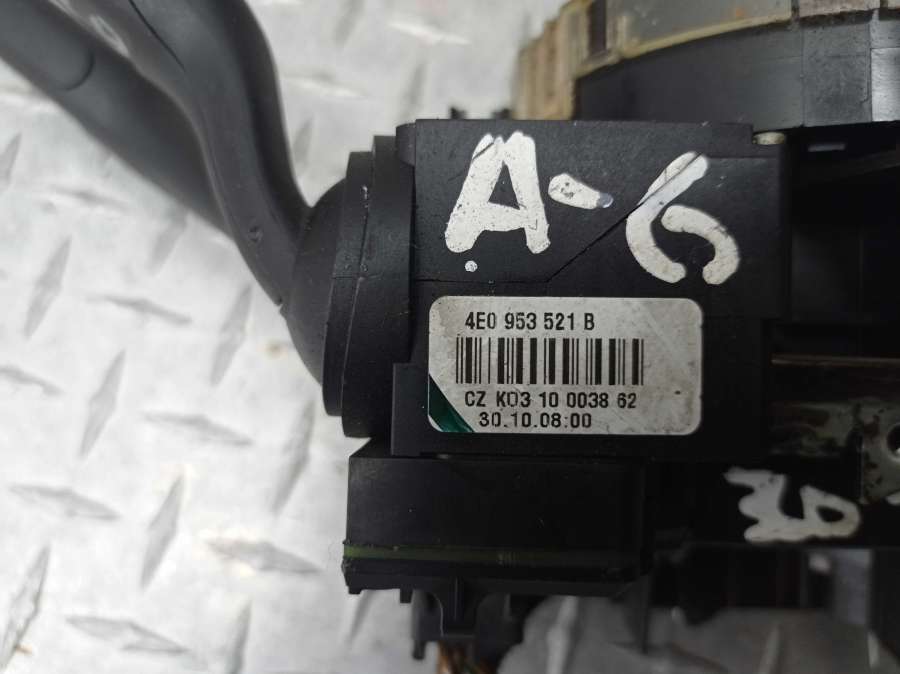 A-6
4E0 953 521 B
CZ K03 10 0038 62
30.10.08:00